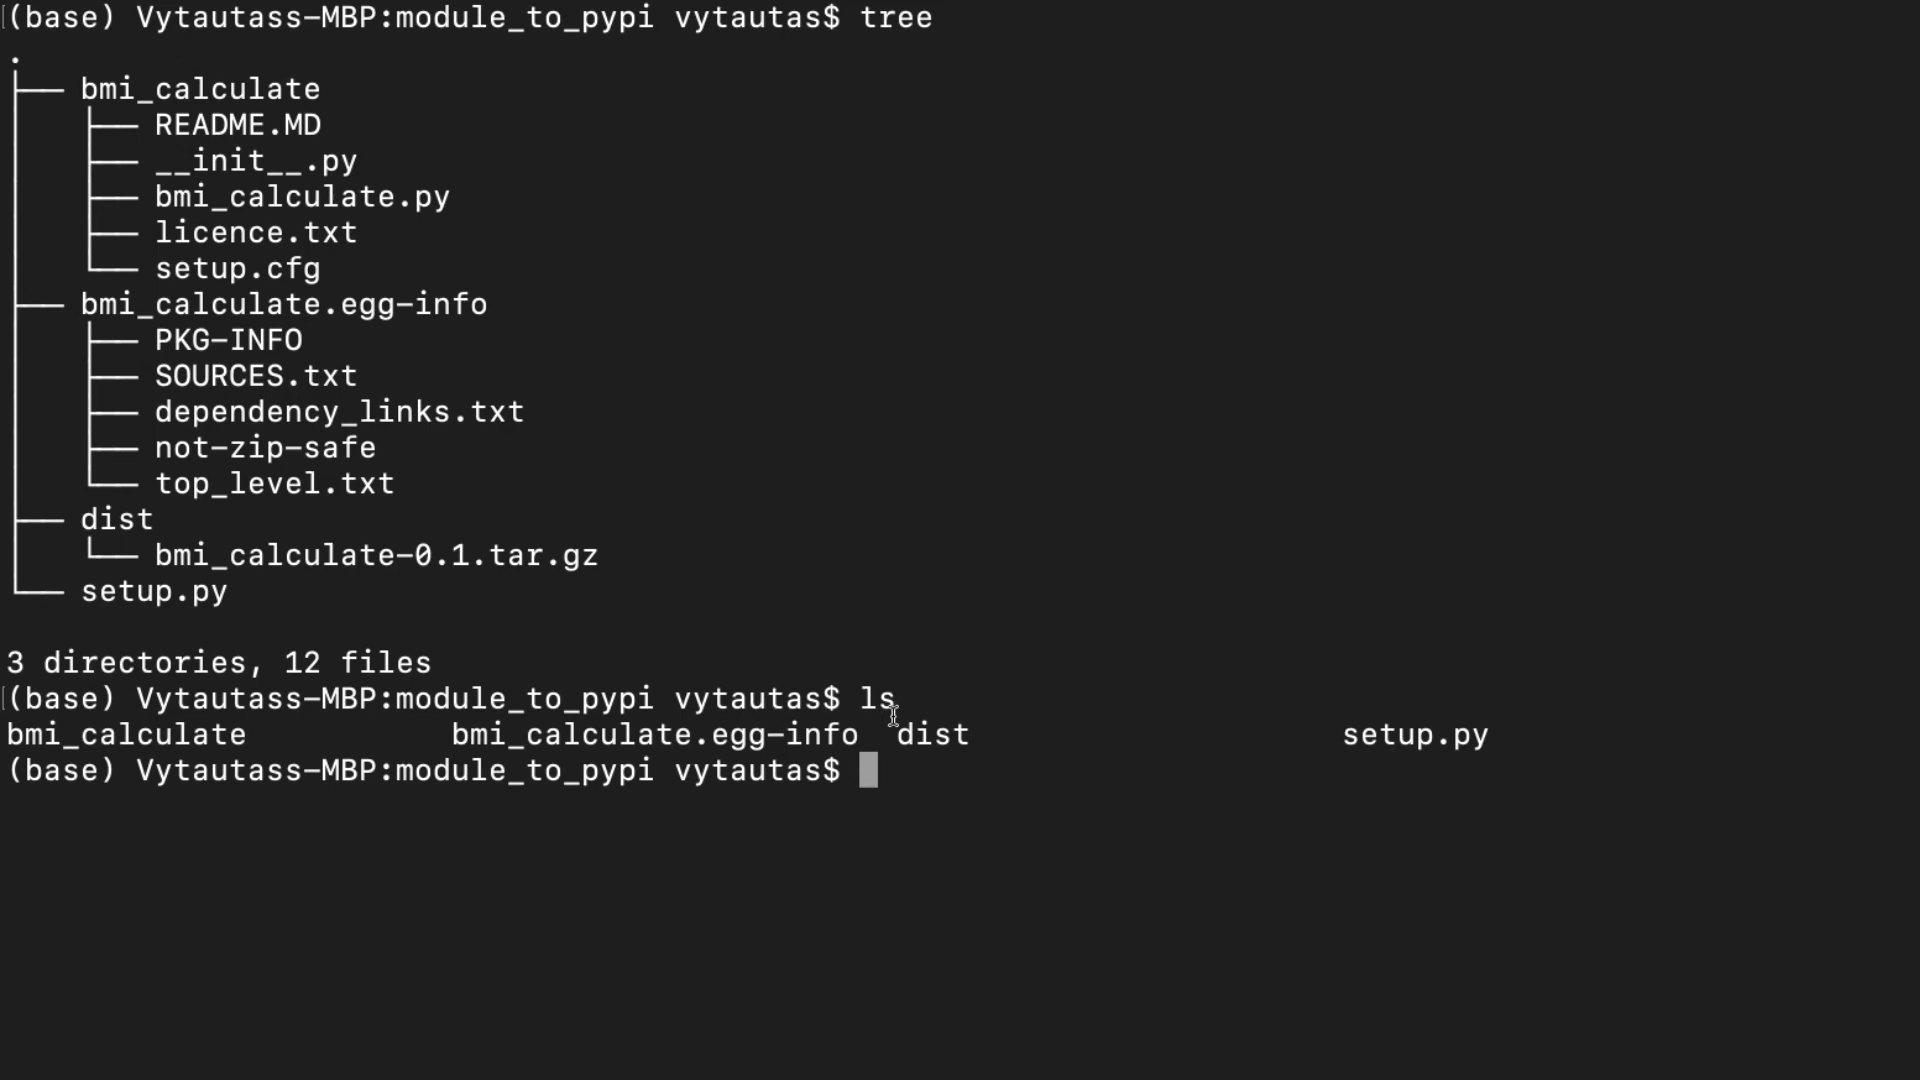 (base) Vytautass-MBP:module_to_pypi vytautas$ tree
.
├── bmi_calculate
│   ├── README.MD
│   ├── __init__.py
│   ├── bmi_calculate.py
│   ├── licence.txt
│   └── setup.cfg
├── bmi_calculate.egg-info
│   ├── PKG-INFO
│   ├── SOURCES.txt
│   ├── dependency_links.txt
│   ├── not-zip-safe
│   └── top_level.txt
├── dist
│   └── bmi_calculate-0.1.tar.gz
└── setup.py
3 directories, 12 files
(base) Vytautass-MBP:module_to_pypi vytautas$ ls
bmi_calculate bmi_calculate.egg-info dist setup.py
(base) Vytautass-MBP:module_to_pypi vytautas$